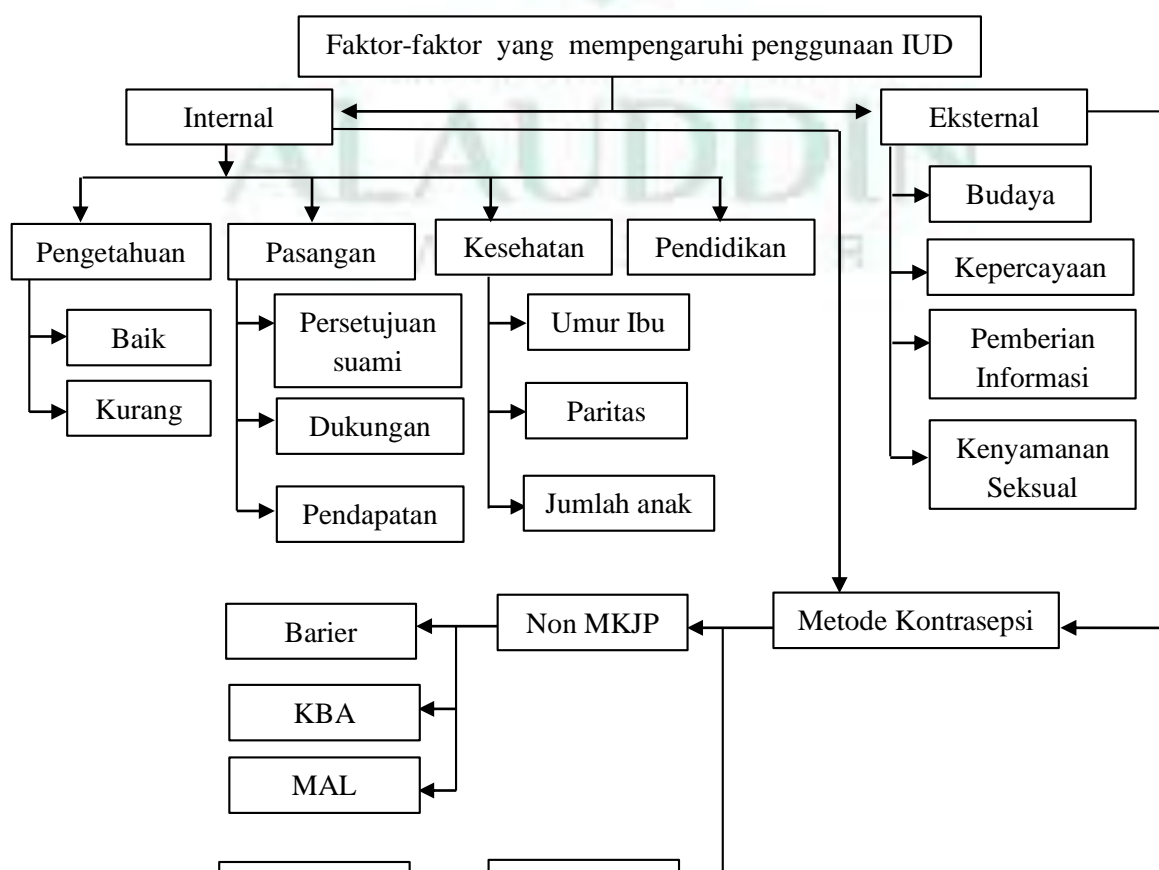 Faktor-faktor yang mempengaruhi penggunaan IUD
Internal
Eksternal
Budaya
Pengetahuan
Pasangan
Kesehatan
Pendidikan
Kepercayaan
Baik
Persetujuan
suami
Umur Ibu
Pemberian
Informasi
Kurang
Dukungan
Paritas
Kenyamanan
Seksual
Pendapatan
Jumlah anak
Barier
Non MKJP
Metode Kontrasepsi
KBA
MAL
ALAUDDIN